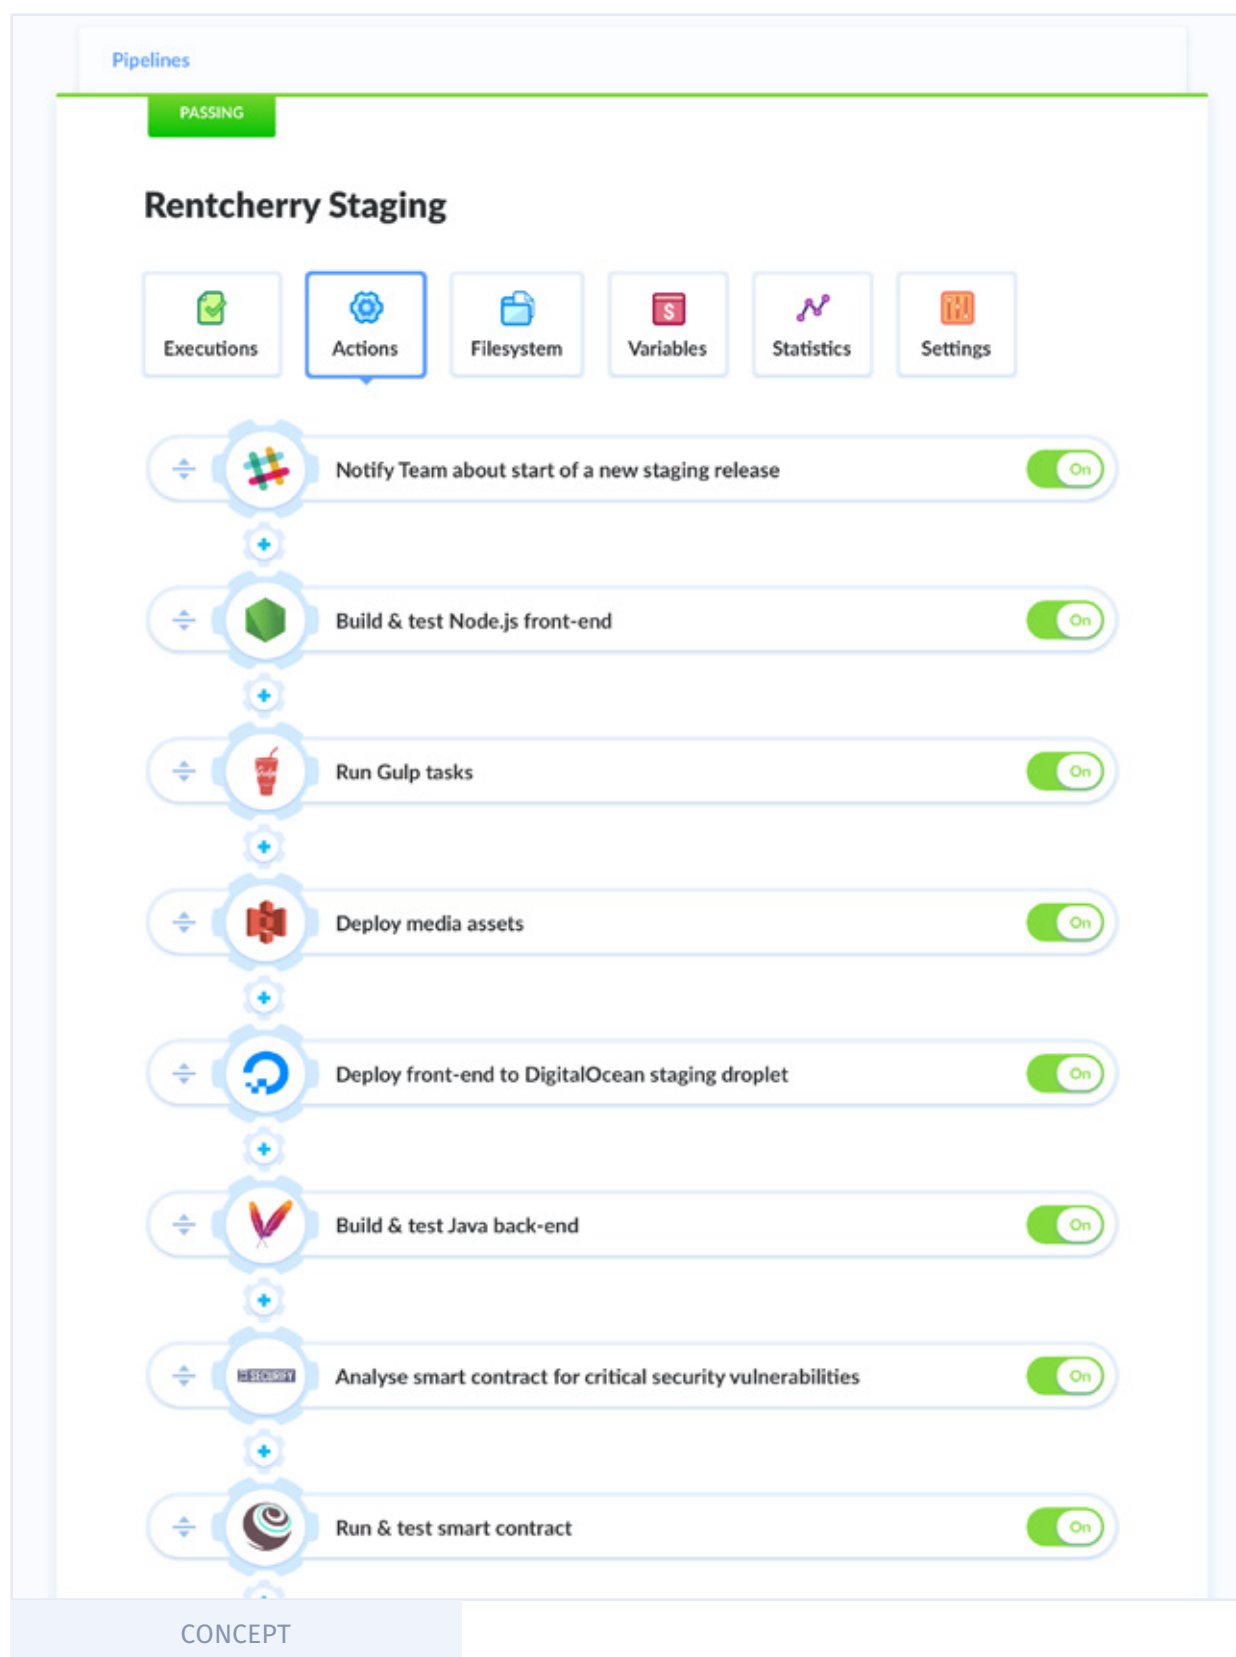 Pipelines
PASSING
Rentcherry Staging
Executions
Actions
Filesystem
$
Variables
Statistics
Settings
Notify Team about start of a new staging release
On
Build & test Node.js front-end
On
Run Gulp tasks
On
Deploy media assets
On
Deploy front-end to DigitalOcean staging droplet
On
Build & test Java back-end
On
SECURIFY
Analyse smart contract for critical security vulnerabilities
On
Run & test smart contract
On
CONCEPT